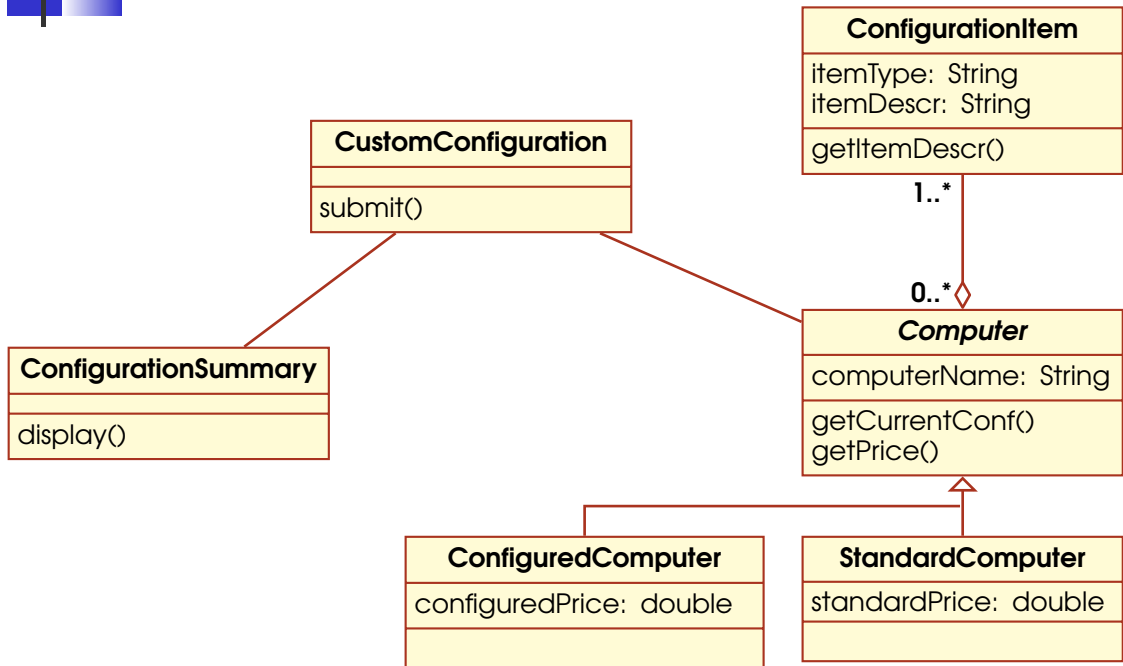 ConfigurationItem
itemType: String
itemDescr: String
getItemDescr()
1..*
CustomConfiguration
submit()
0..*
Computer
computerName: String
getCurrentConf()
getPrice()
ConfigurationSummary
display()
ConfiguredComputer
configuredPrice: double
StandardComputer
standardPrice: double